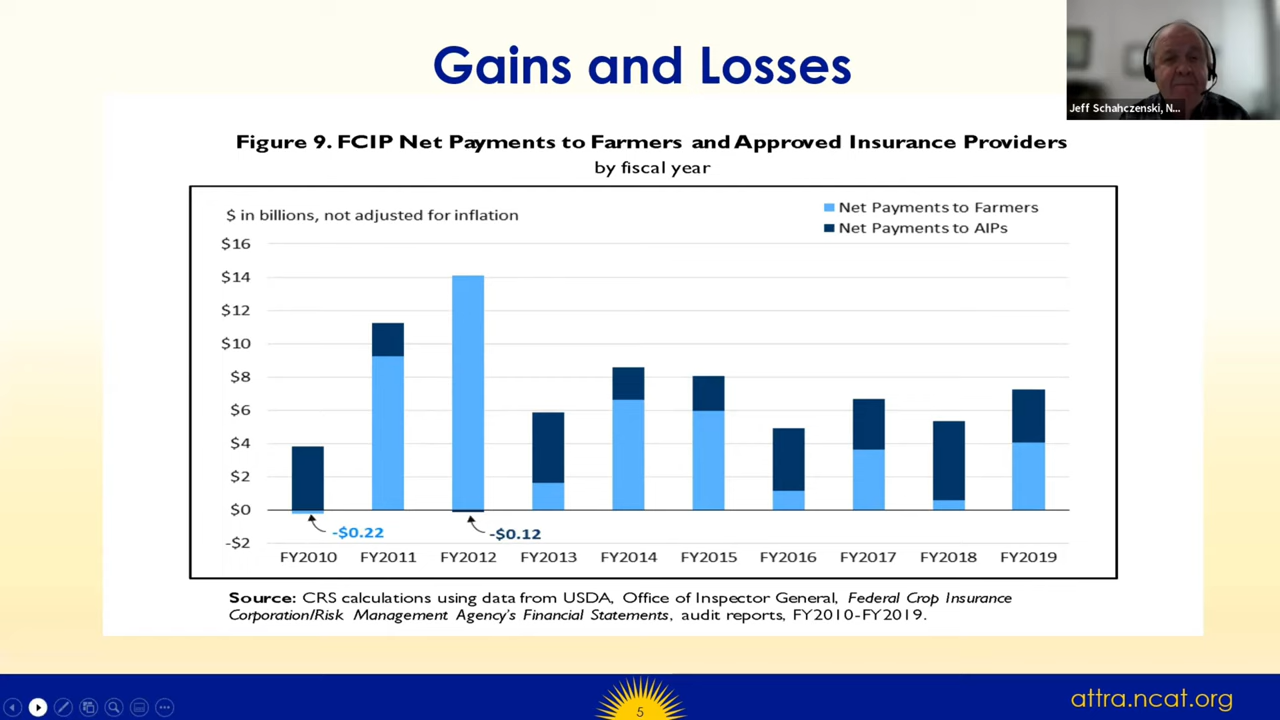 Gains and Losses
Jeff Schahczenski, N...
Figure 9. FCIP Net Payments to Farmers and Approved Insurance Providers
by fiscal year
$ in billions, not adjusted for inflation
Net Payments to Farmers
Net Payments to AIPs
$16
$14
$12
$10
$8
$6
$4
$2
$0
-$2
-$0.22
-$0.12
FY2010 FY2011 FY2012 FY2013 FY2014 FY2015 FY2016 FY2017 FY2018 FY2019
Source: CRS calculations using data from USDA, Office of Inspector General, Federal Crop Insurance
Corporation/Risk Management Agency's Financial Statements, audit reports, FY2010-FY2019.
5
attra.ncat.org